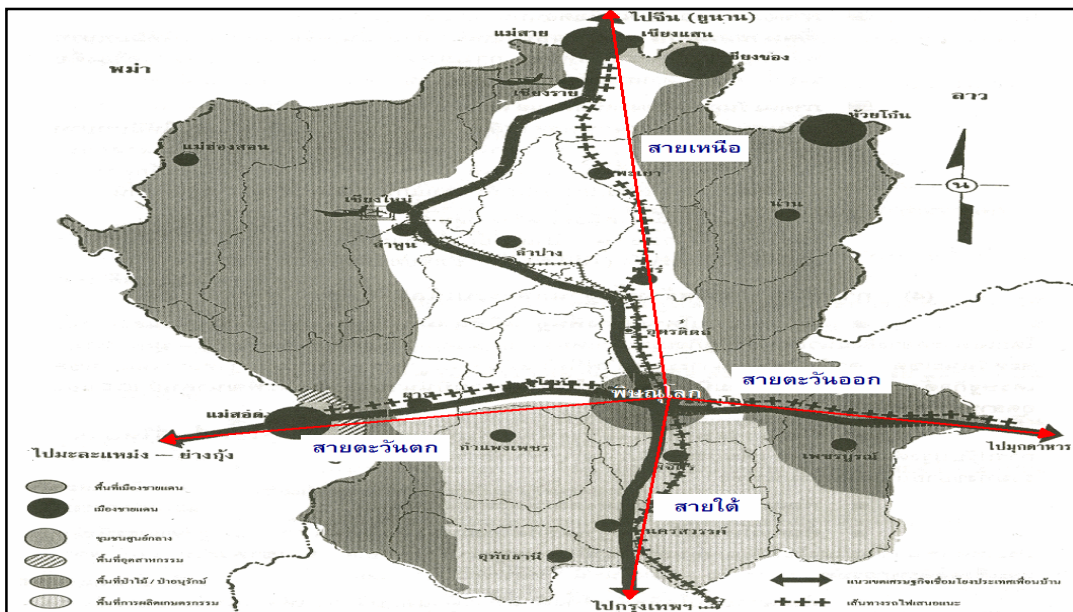 ไปจีน (ยูนาน)
แม่สาย
เชียงแสน
เชียงของ
พม่า
เชียงราย
ลาว
ห้วยโก๋น
สายเหนือ
แม่ฮ่องสอน
พะเยา
น
เชียงใหม่
น่าน
ลำพูน
ลำปาง
อุตรดิตถ์
สายตะวันออก
พิษณุโลก
แม่สอด
ตาก
สายตะวันตก
กำแพงเพชร
ไปมุกดาหาร
ไปมะละแหม่ง – ย่างกุ้ง
พิจิตร
เพชรบูรณ์
สายใต้
นครสวรรค์
อุทัยธานี
ไปกรุงเทพฯ
พื้นที่เมืองชายแดน
เมืองชายแดน
ชุมชนศูนย์กลาง
พื้นที่อุตสาหกรรม
พื้นที่ป่าไม้ / ป่าอนุรักษ์
พื้นที่การผลิตเกษตรกรรม
แนวเขตเศรษฐกิจเชื่อมโยงประเทศเพื่อนบ้าน
เส้นทางรถไฟเสนอแนะ